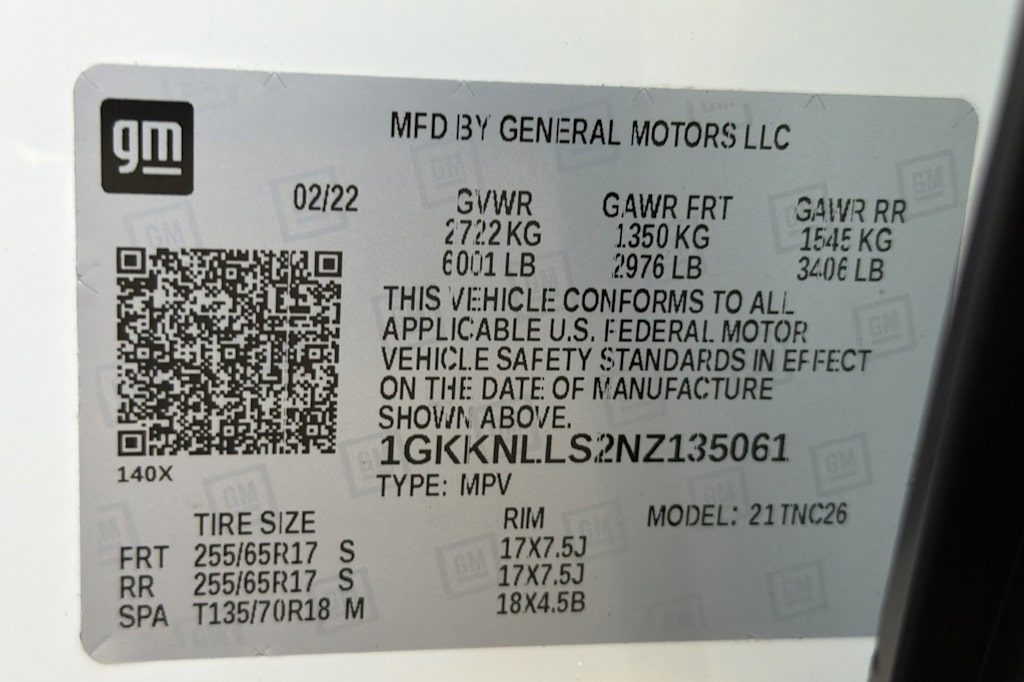 gm
MFD BY GENERAL MOTORS LLC
02/22 GVWR GAWR FRT GAWR RR
2722 KG 1350 KG 1545 KG
6001 LB 2976 LB 3406 LB
THIS VEHICLE CONFORMS TO ALL
APPLICABLE U.S. FEDERAL MOTOR
VEHICLE SAFETY STANDARDS IN EFFECT
ON THE DATE OF MANUFACTURE
SHOWN ABOVE.
1GKKNLLS2NZ135061
140X
TYPE: MPV
TIRE SIZE RIM MODEL: 21TNC26
FRT 255/65R17 S 17X7.5J
RR 255/65R17 S 17X7.5J
SPA T135/70R18 M 18X4.5B